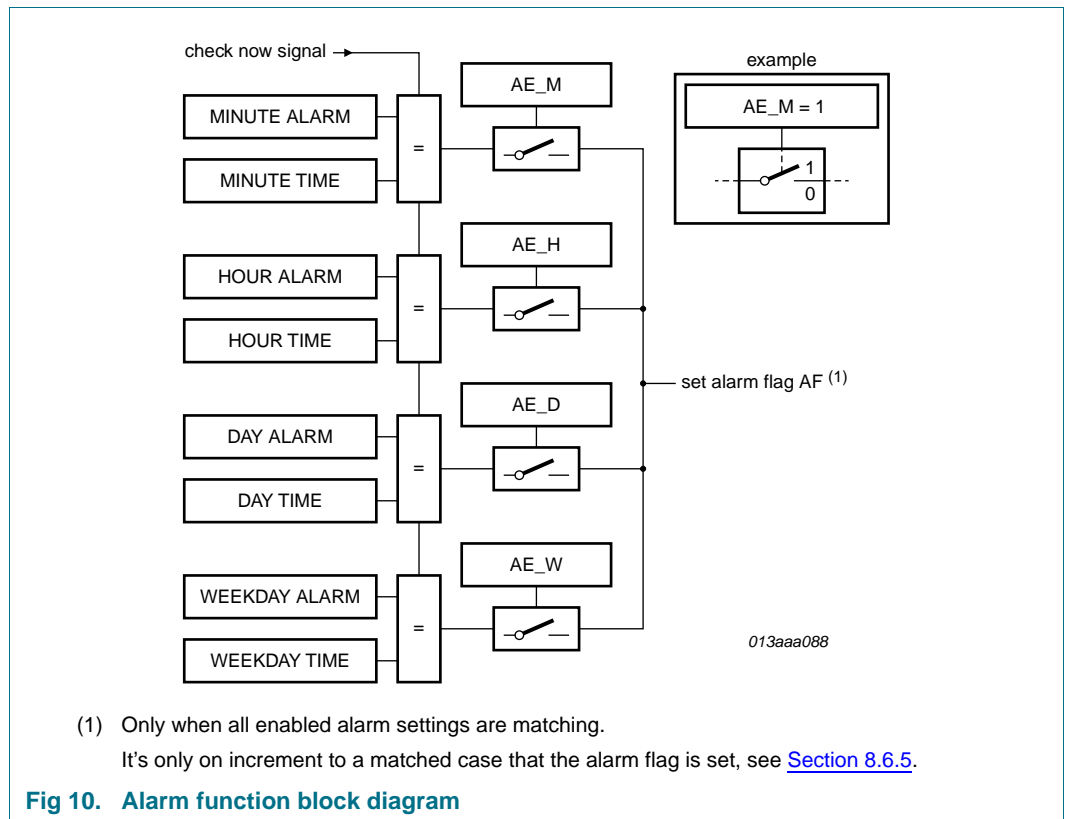 check now signal
example
AE_M
AE_M = 1
MINUTE ALARM
=
MINUTE TIME
1
0
AE_H
HOUR ALARM
=
HOUR TIME
set alarm flag AF (1)
AE_D
DAY ALARM
=
DAY TIME
AE_W
WEEKDAY ALARM
=
WEEKDAY TIME
013aaa088
(1) Only when all enabled alarm settings are matching.
It's only on increment to a matched case that the alarm flag is set, see Section 8.6.5.
Fig 10. Alarm function block diagram